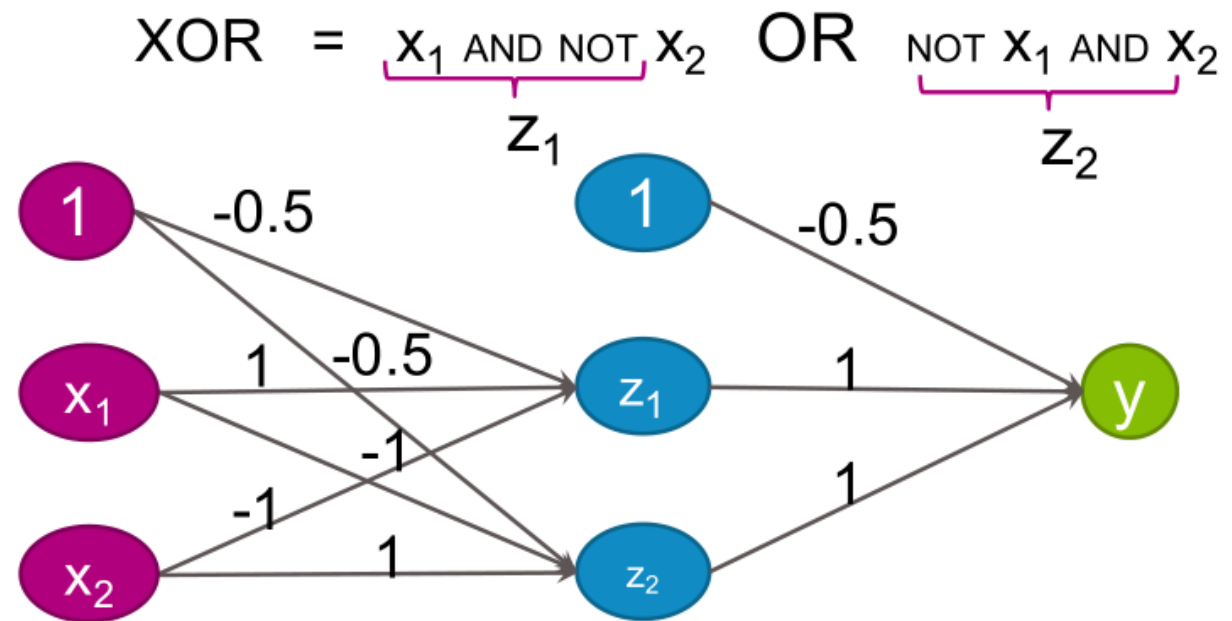 XOR = x₁ AND NOT x₂ OR NOT x₁ AND x₂
z₁ z₂
1 -0.5 1 -0.5
x₁ 1 -0.5 z₁ 1 y
-1
-1 1
x₂ 1 z₂